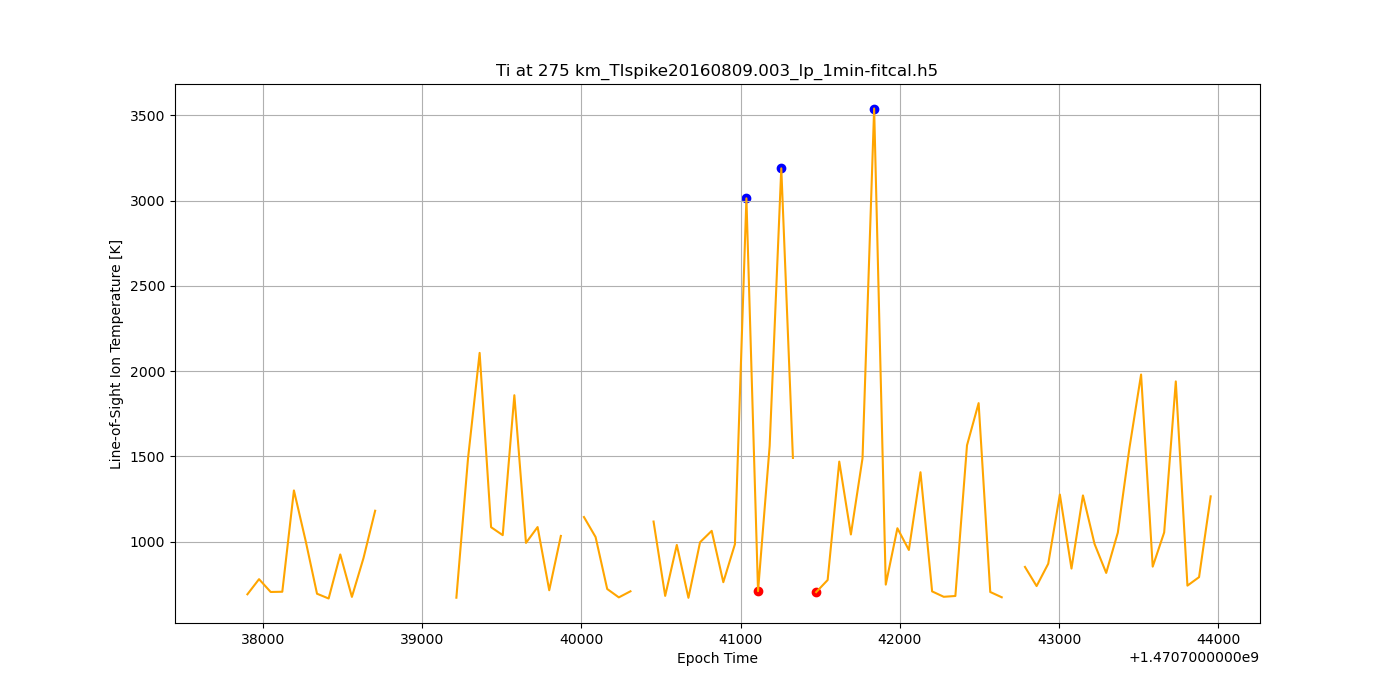 Ti at 275 km_TIspike20160809.003_lp_1min-fitcal.h5
Line-of-Sight Ion Temperature [K]
3500
3000
2500
2000
1500
1000
38000 39000 40000 41000 42000 43000 44000
Epoch Time
+1.4707000000e9